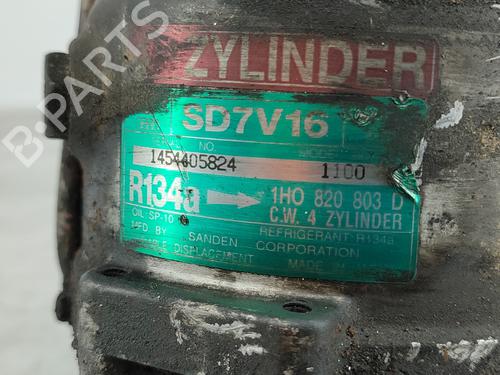 ZYLINDER
SD7V16
NO.
1454405824 1100
R134a 1H0 820 803 D
C.W. 4 ZYLINDER
OIL: SP-10 REFRIGERANT R134a
MFD BY SANDEN CORPORATION
DISPLACEMENT MADE IN
B-PARTS